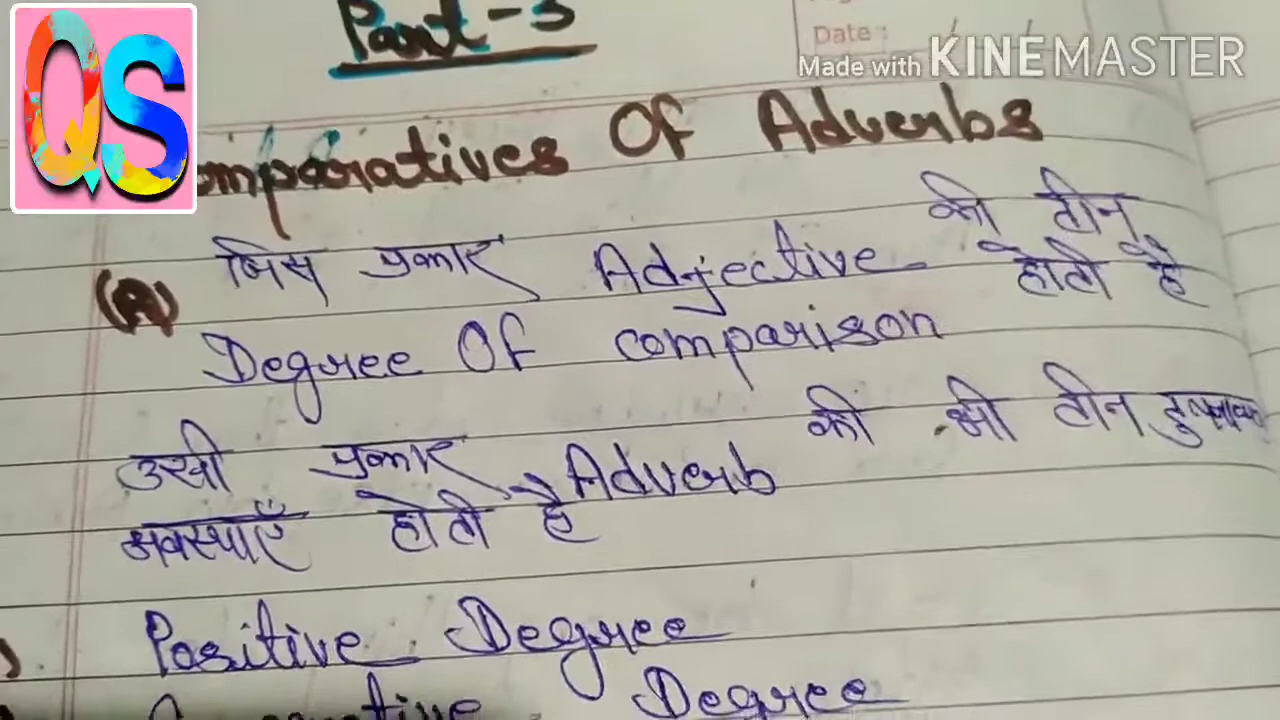 QS
Part-3
Date:
Made with KINEMASTER
Comparatives Of Adverbs
(A) जिस प्रकार Adjective की तीन
Degree Of comparison होती है
उसी प्रकार Adverb की भी तीन तुलनात्मक
अवस्थाएँ होती है
Positive Degree
Comparative Degree